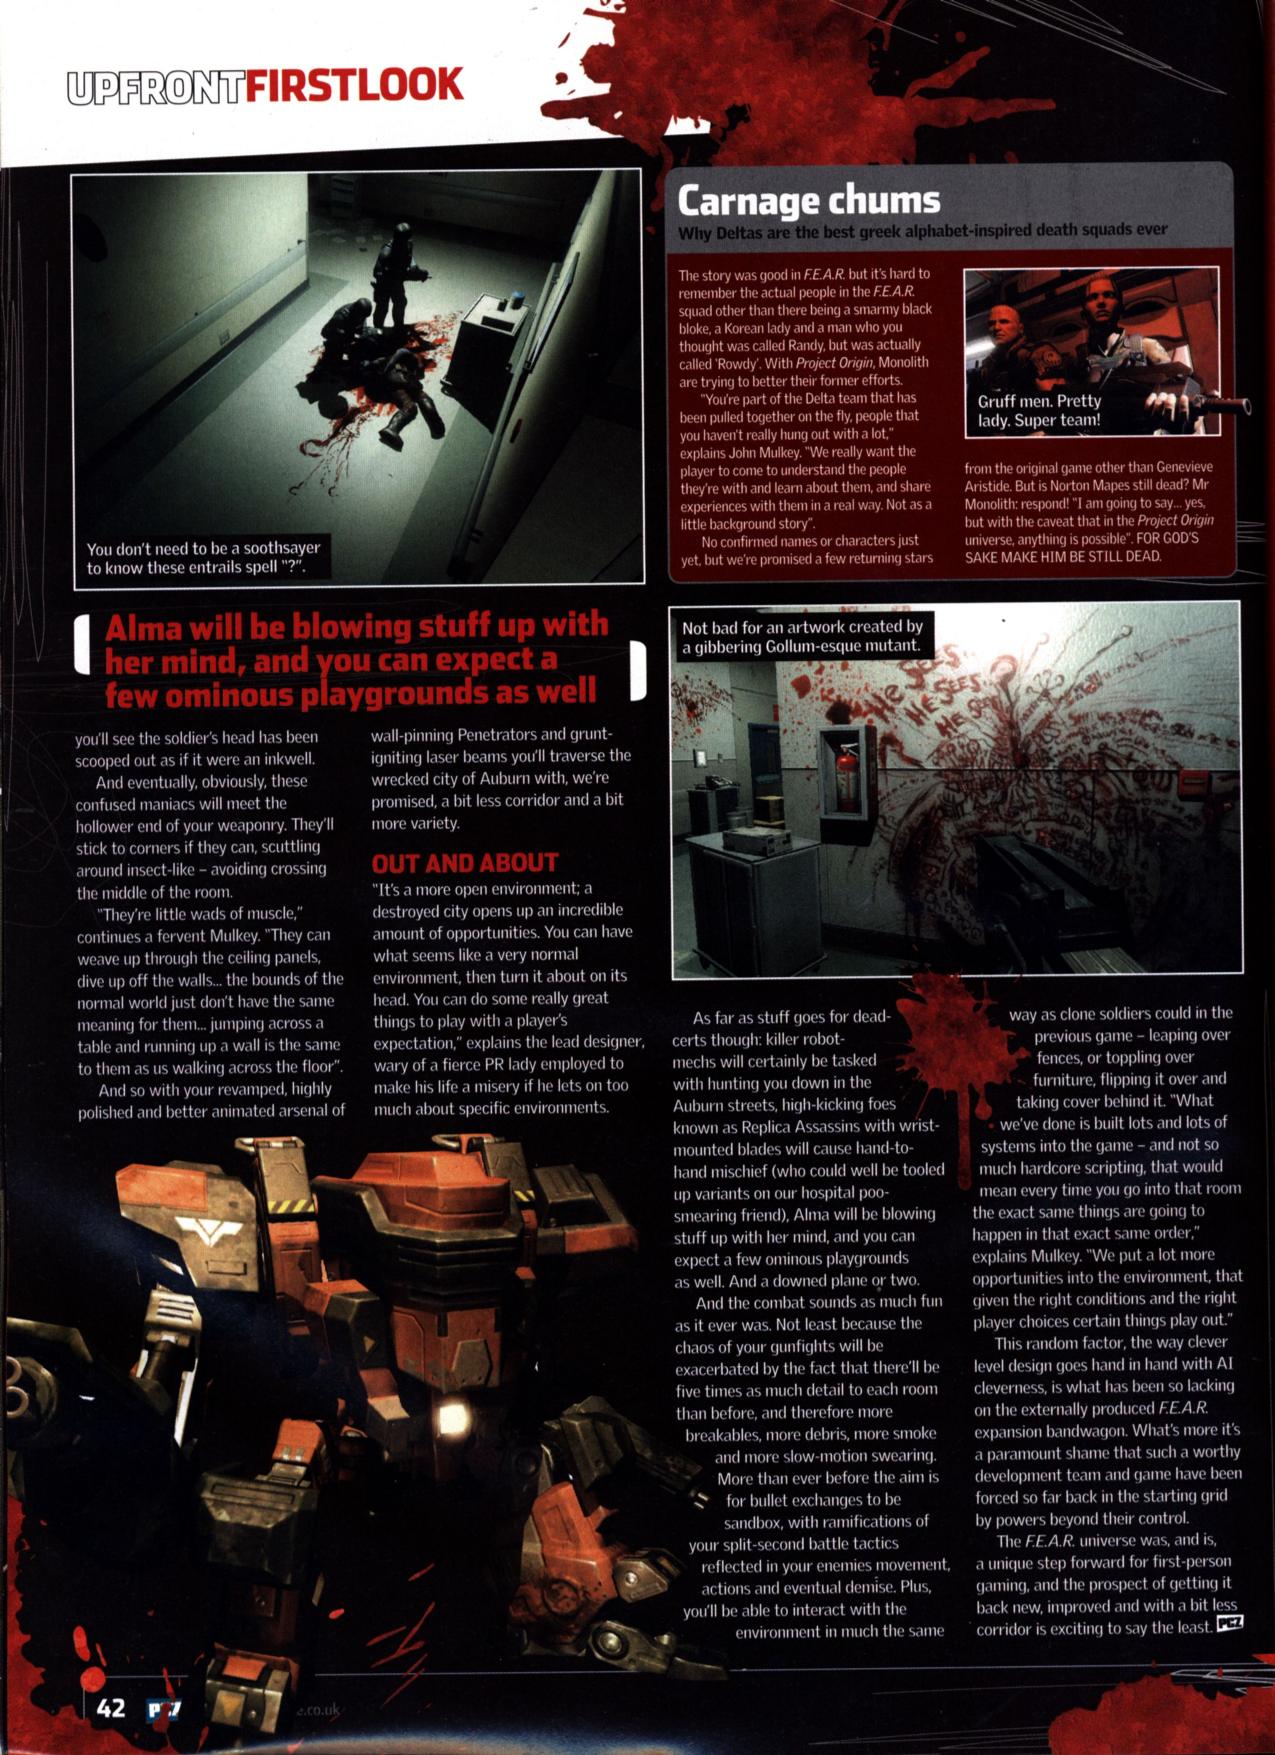 UPFRONTFIRSTLOOK
You don't need to be a soothsayer
to know these entrails spell "?".
Carnage chums
Why Deltas are the best greek alphabet-inspired death squads ever
The story was good in F.E.A.R. but it's hard to
remember the actual people in the F.E.A.R.
squad other than there being a smarmy black
bloke, a Korean lady and a man who you
thought was called Randy, but was actually
called 'Rowdy'. With Project Origin, Monolith
are trying to better their former efforts.
"You're part of the Delta team that has
been pulled together on the fly, people that
you haven't really hung out with a lot,"
explains John Mulkey. "We really want the
player to come to understand the people
they're with and learn about them, and share
experiences with them in a real way. Not as a
little background story".
No confirmed names or characters just
yet, but we're promised a few returning stars
Gruff men. Pretty
lady. Super team!
from the original game other than Genevieve
Aristide. But is Norton Mapes still dead? Mr
Monolith: respond! "I am going to say... yes,
but with the caveat that in the Project Origin
universe, anything is possible". FOR GOD'S
SAKE MAKE HIM BE STILL DEAD.
Alma will be blowing stuff up with
her mind, and you can expect a
few ominous playgrounds as well
Not bad for an artwork created by
a gibbering Gollum-esque mutant.
HE SEES..
HE SEES
you'll see the soldier's head has been
scooped out as if it were an inkwell.
And eventually, obviously, these
confused maniacs will meet the
hollower end of your weaponry. They'll
stick to corners if they can, scuttling
around insect-like – avoiding crossing
the middle of the room.
"They're little wads of muscle,"
continues a fervent Mulkey. "They can
weave up through the ceiling panels,
dive up off the walls... the bounds of the
normal world just don't have the same
meaning for them... jumping across a
table and running up a wall is the same
to them as us walking across the floor".
And so with your revamped, highly
polished and better animated arsenal of
wall-pinning Penetrators and grunt-
igniting laser beams you'll traverse the
wrecked city of Auburn with, we're
promised, a bit less corridor and a bit
more variety.
OUT AND ABOUT
"It's a more open environment; a
destroyed city opens up an incredible
amount of opportunities. You can have
what seems like a very normal
environment, then turn it about on its
head. You can do some really great
things to play with a player's
expectation," explains the lead designer,
wary of a fierce PR lady employed to
make his life a misery if he lets on too
much about specific environments.
As far as stuff goes for dead-
certs though: killer robot-
mechs will certainly be tasked
with hunting you down in the
Auburn streets, high-kicking foes
known as Replica Assassins with wrist-
mounted blades will cause hand-to-
hand mischief (who could well be tooled
up variants on our hospital poo-
smearing friend), Alma will be blowing
stuff up with her mind, and you can
expect a few ominous playgrounds
as well. And a downed plane or two.
And the combat sounds as much fun
as it ever was. Not least because the
chaos of your gunfights will be
exacerbated by the fact that there'll be
five times as much detail to each room
than before, and therefore more
breakables, more debris, more smoke
and more slow-motion swearing.
More than ever before the aim is
for bullet exchanges to be
sandbox, with ramifications of
your split-second battle tactics
reflected in your enemies movement,
actions and eventual demise. Plus,
you'll be able to interact with the
environment in much the same
way as clone soldiers could in the
previous game – leaping over
fences, or toppling over
furniture, flipping it over and
taking cover behind it. "What
we've done is built lots and lots of
systems into the game – and not so
much hardcore scripting, that would
mean every time you go into that room
the exact same things are going to
happen in that exact same order,"
explains Mulkey. "We put a lot more
opportunities into the environment, that
given the right conditions and the right
player choices certain things play out."
This random factor, the way clever
level design goes hand in hand with AI
cleverness, is what has been so lacking
on the externally produced F.E.A.R.
expansion bandwagon. What's more it's
a paramount shame that such a worthy
development team and game have been
forced so far back in the starting grid
by powers beyond their control.
The F.E.A.R. universe was, and is,
a unique step forward for first-person
gaming, and the prospect of getting it
back new, improved and with a bit less
corridor is exciting to say the least. PCZ
42 PCZ e.co.uk